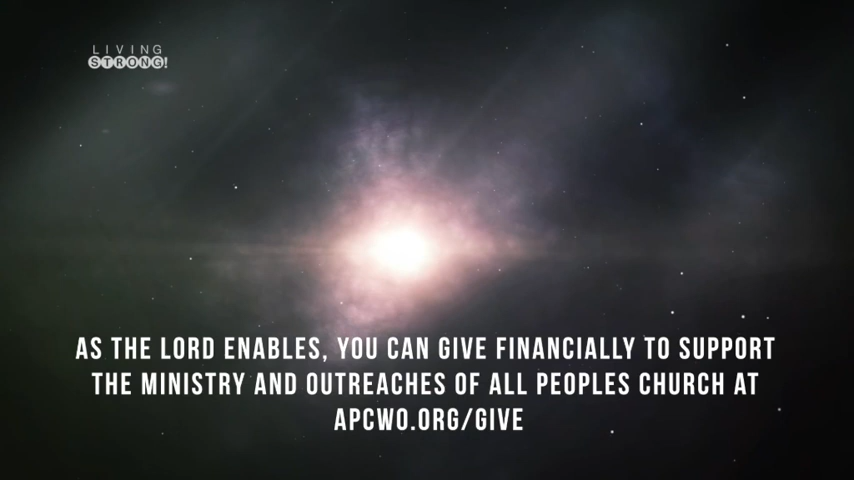 LIVING
STRONG!
AS THE LORD ENABLES, YOU CAN GIVE FINANCIALLY TO SUPPORT
THE MINISTRY AND OUTREACHES OF ALL PEOPLES CHURCH AT
APCWO.ORG/GIVE